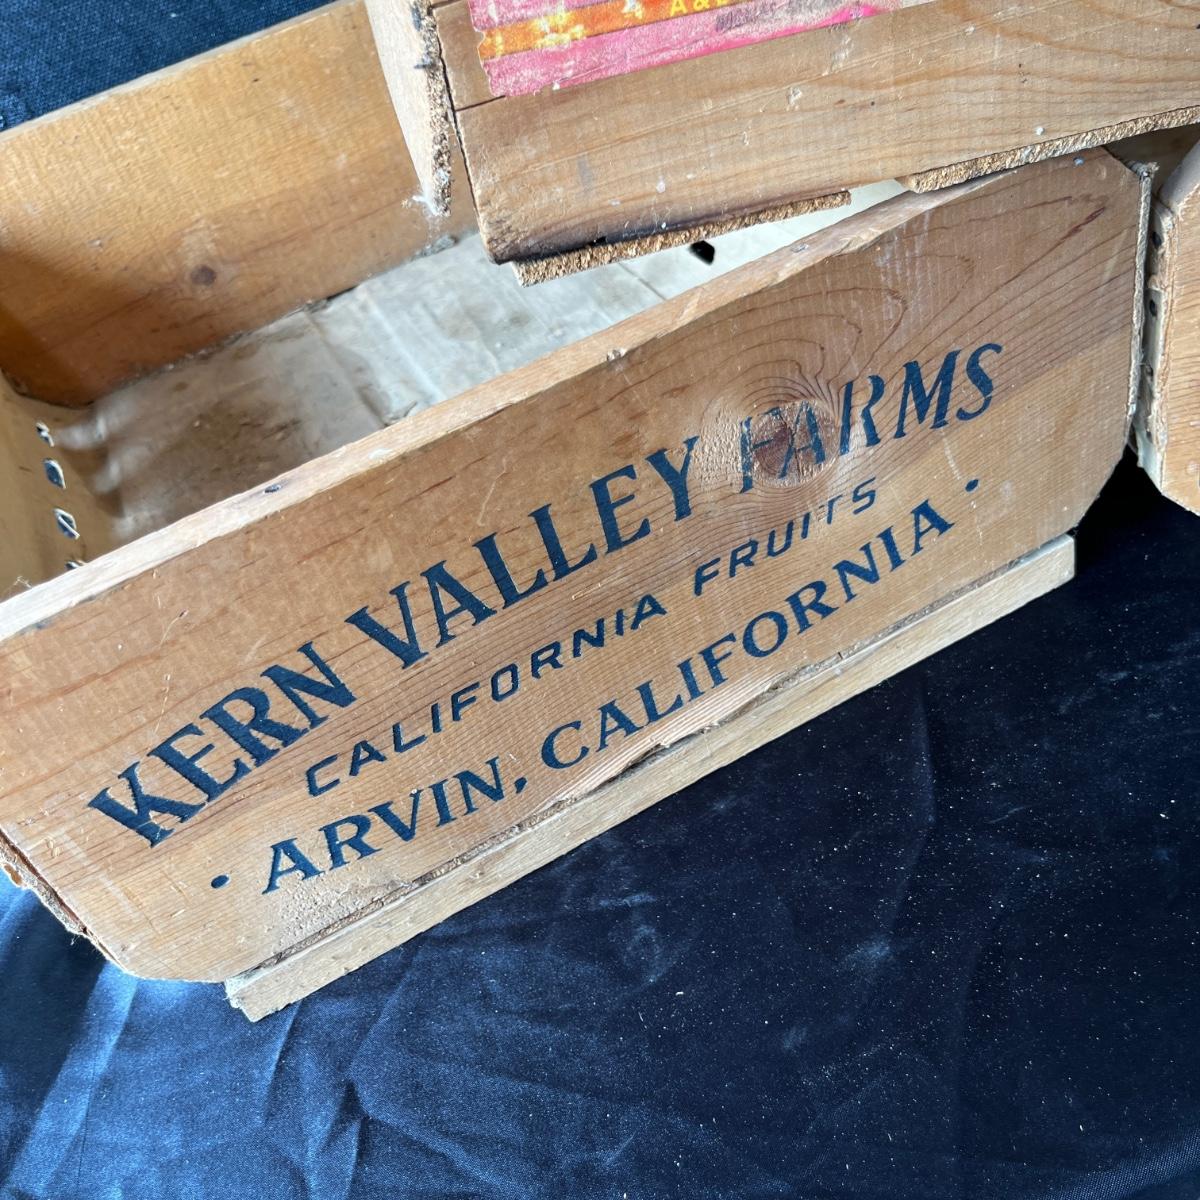 A &
KERN VALLEY FARMS
CALIFORNIA FRUITS
• ARVIN, CALIFORNIA •